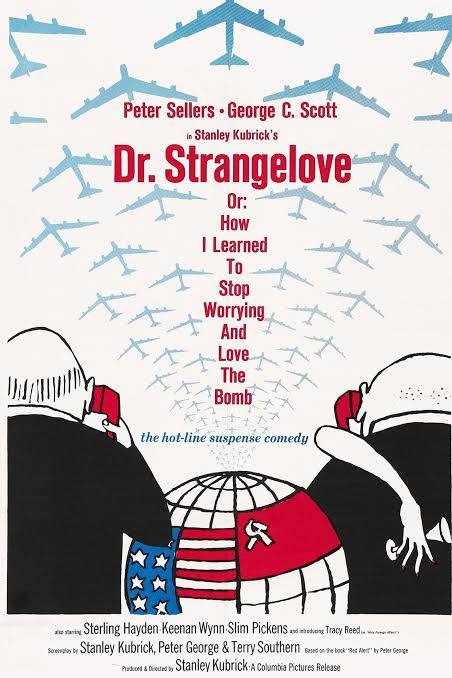 Peter Sellers · George C. Scott
in Stanley Kubrick's
Dr. Strangelove
Or:
How
I Learned
To
Stop
Worrying
And
Love
The
Bomb
the hot-line suspense comedy
also starring Sterling Hayden · Keenan Wynn · Slim Pickens and introducing Tracy Reed
Screenplay by Stanley Kubrick, Peter George & Terry Southern Based on the book "Red Alert" by Peter George
Produced & Directed by Stanley Kubrick · A Columbia Pictures Release